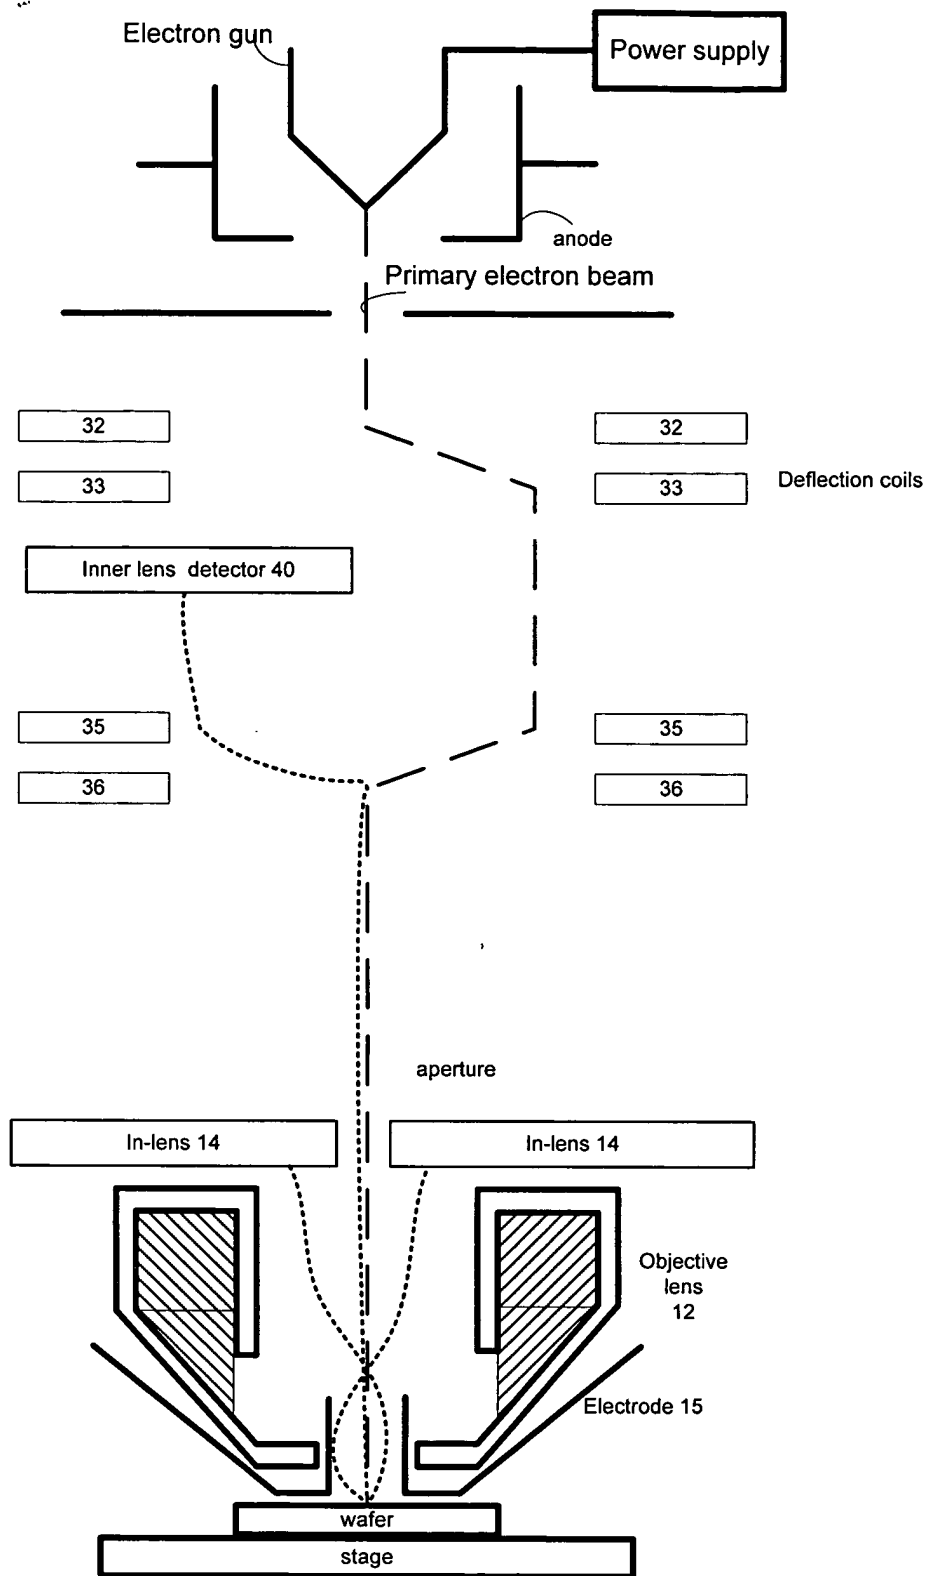 Electron gun
Power supply
anode
Primary electron beam
32
32
33
33
Deflection coils
Inner lens detector 40
35
35
36
36
aperture
In-lens 14
In-lens 14
Objective
lens
12
Electrode 15
wafer
stage